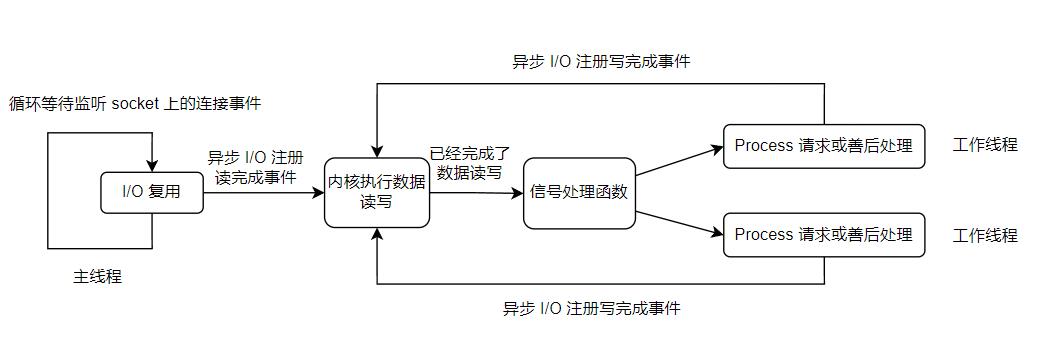 异步 I/O 注册写完成事件
循环等待监听 socket 上的连接事件
异步 I/O 注册
读完成事件
已经完成了
数据读写
Process 请求或善后处理
工作线程
I/O 复用
内核执行数据
读写
信号处理函数
Process 请求或善后处理
工作线程
主线程
异步 I/O 注册写完成事件